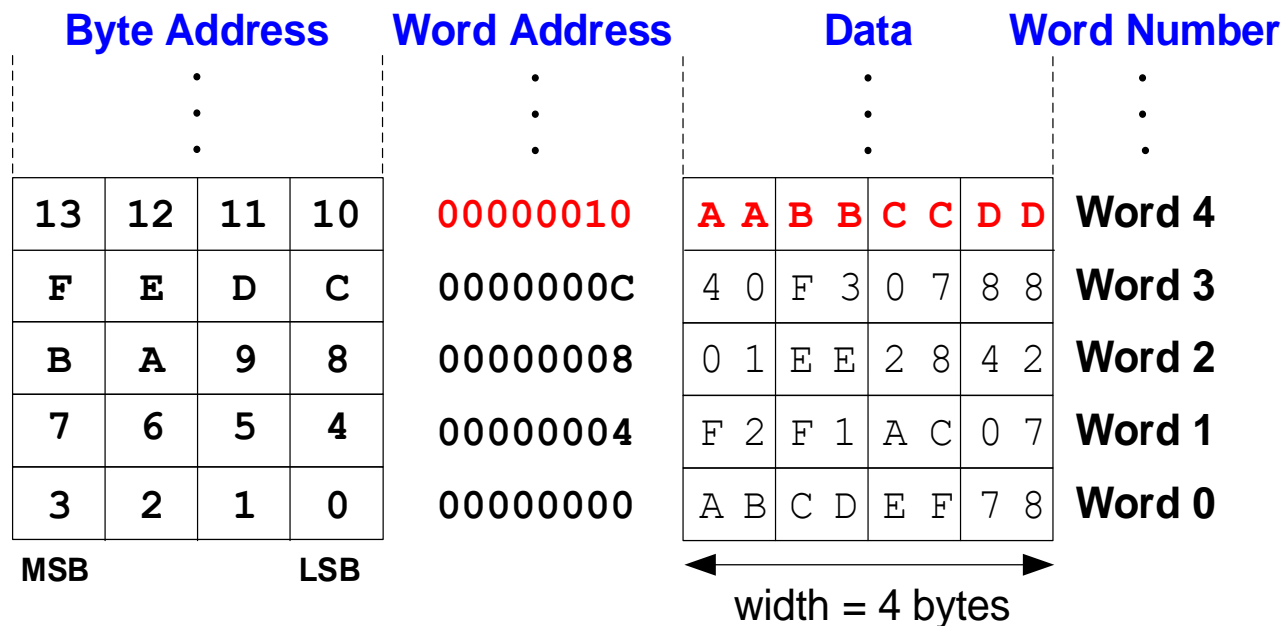 Byte Address Word Address Data Word Number
13 12 11 10 00000010 A A B B C C D D Word 4
F E D C 0000000C 4 0 F 3 0 7 8 8 Word 3
B A 9 8 00000008 0 1 E E 2 8 4 2 Word 2
7 6 5 4 00000004 F 2 F 1 A C 0 7 Word 1
3 2 1 0 00000000 A B C D E F 7 8 Word 0
MSB LSB
width = 4 bytes